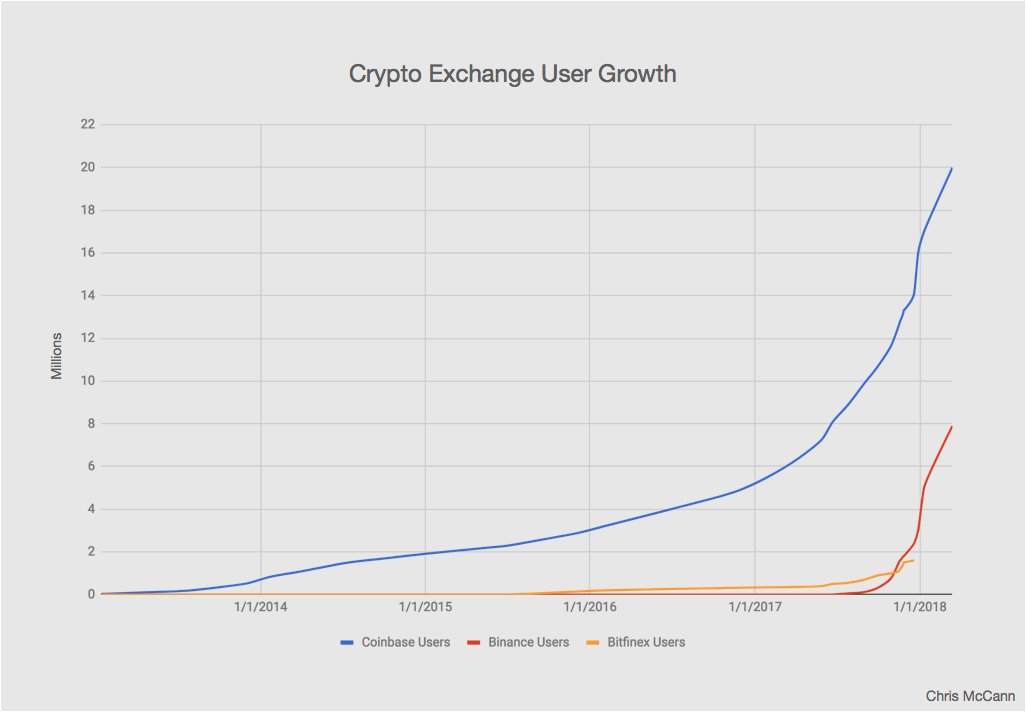 Crypto Exchange User Growth
22
20
18
16
14
12
10
8
6
4
2
0
Millions
1/1/2014 1/1/2015 1/1/2016 1/1/2017 1/1/2018
Coinbase Users Binance Users Bitfinex Users
Chris McCann